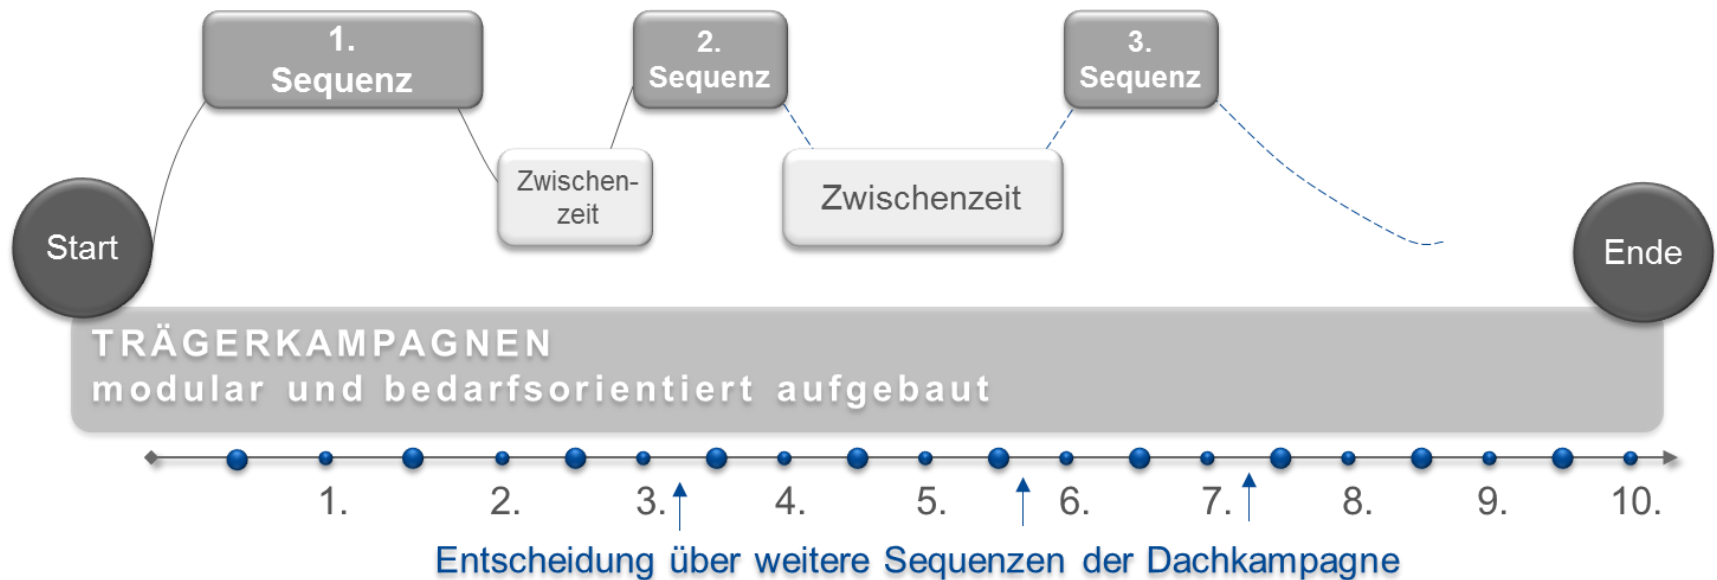 1.
Sequenz
2.
Sequenz
3.
Sequenz
Zwischen-
zeit
Zwischenzeit
Start
Ende
TRÄGERKAMPAGNEN
modular und bedarfsorientiert aufgebaut
1. 2. 3. 4. 5. 6. 7. 8. 9. 10.
Entscheidung über weitere Sequenzen der Dachkampagne